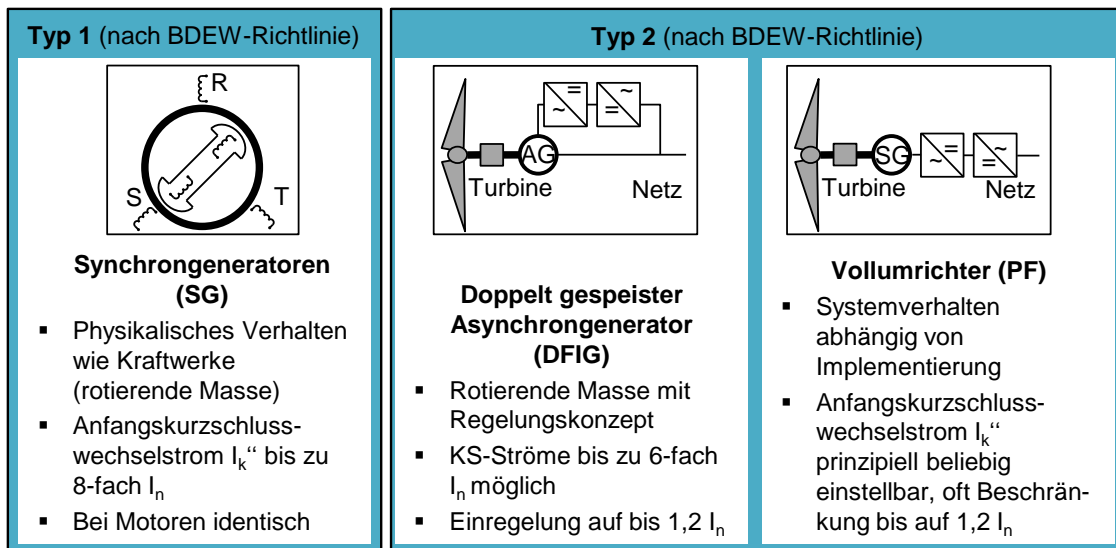 Typ 1 (nach BDEW-Richtlinie)
R
S
T
Synchrongeneratoren
(SG)
▪ Physikalisches Verhalten
wie Kraftwerke
(rotierende Masse)
▪ Anfangskurzschluss-
wechselstrom Iₖ“ bis zu
8-fach Iₙ
▪ Bei Motoren identisch
Typ 2 (nach BDEW-Richtlinie)
= ~
~ =
AG
Turbine Netz
Doppelt gespeister
Asynchrongenerator
(DFIG)
▪ Rotierende Masse mit
Regelungskonzept
▪ KS-Ströme bis zu 6-fach
Iₙ möglich
▪ Einregelung auf bis 1,2 Iₙ
SG ~= =~
Turbine Netz
Vollumrichter (PF)
▪ Systemverhalten
abhängig von
Implementierung
▪ Anfangskurzschluss-
wechselstrom Iₖ“
prinzipiell beliebig
einstellbar, oft Beschrän-
kung bis auf 1,2 Iₙ